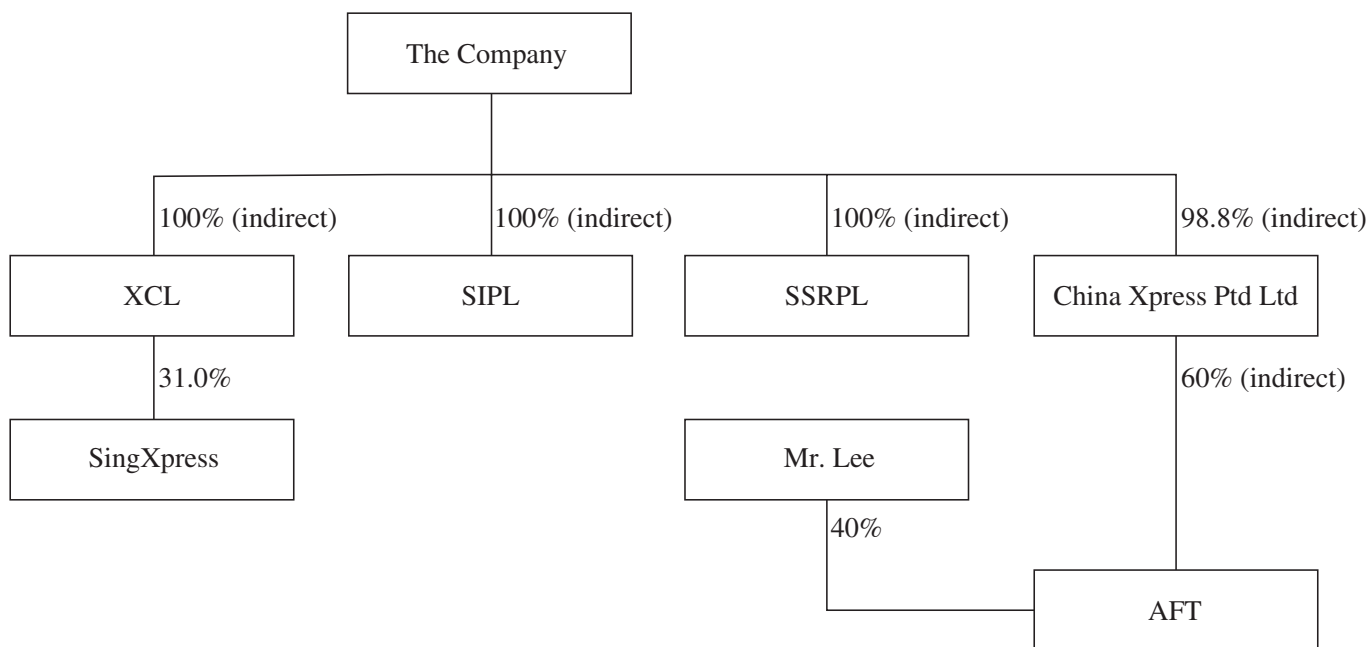 The Company
100% (indirect)
100% (indirect)
100% (indirect)
98.8% (indirect)
XCL
SIPL
SSRPL
China Xpress Ptd Ltd
31.0%
60% (indirect)
SingXpress
Mr. Lee
40%
AFT